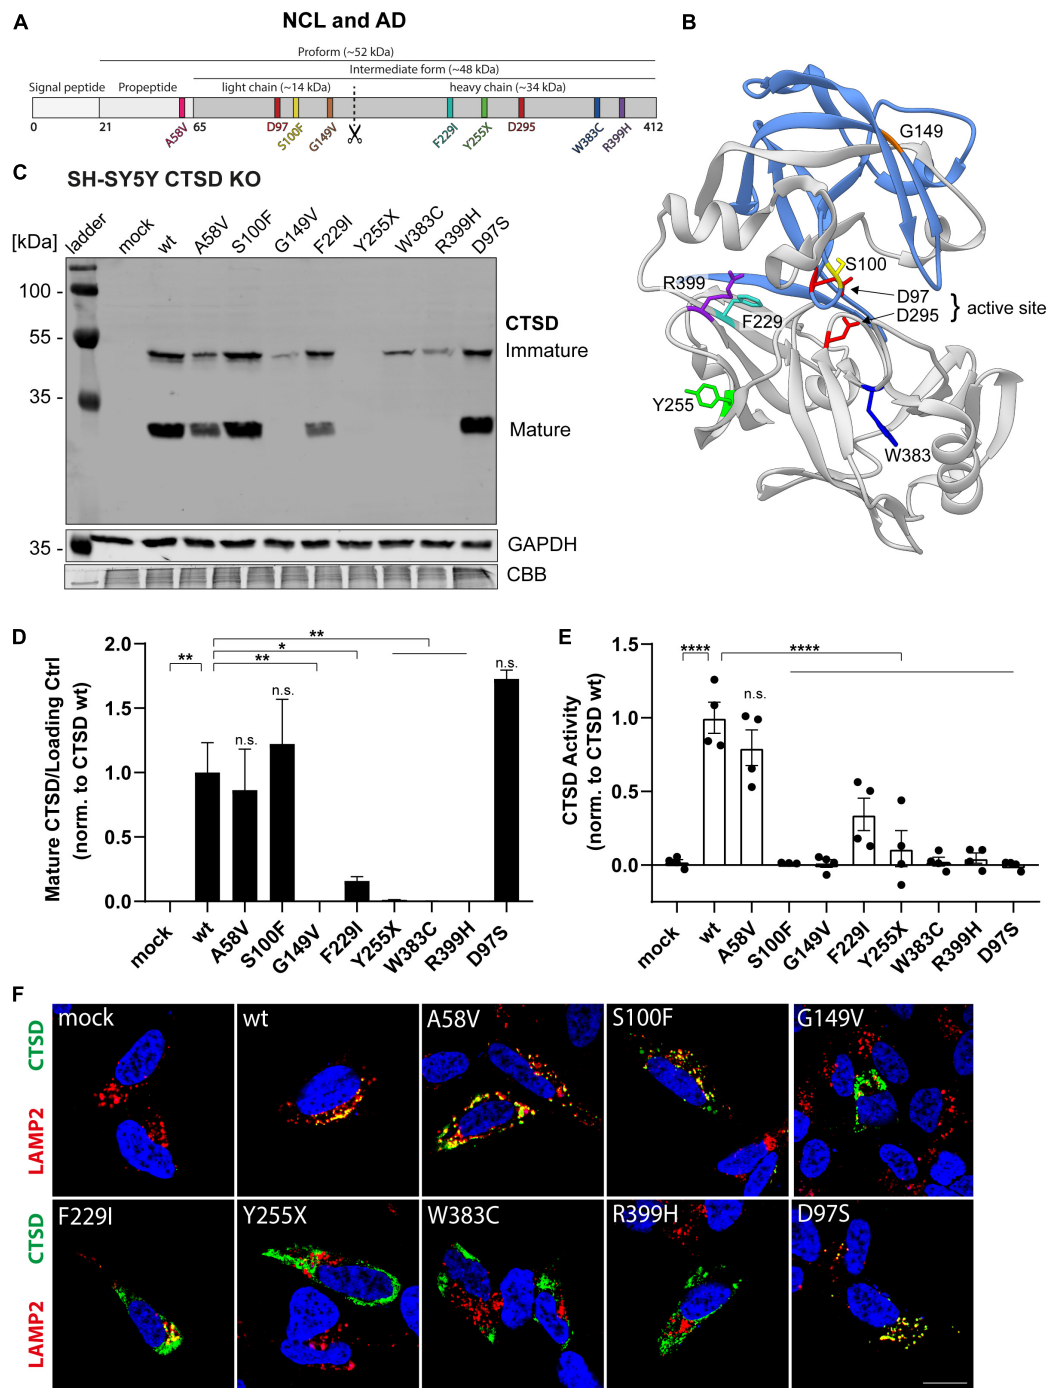 A
NCL and AD
Proform (~52 kDa)
Intermediate form (~48 kDa)
Signal peptide Propeptide light chain (~14 kDa) heavy chain (~34 kDa)
0 21 A58V 65 D97 S100F G149V F229I Y255X D295 W383C R399H 412
B
G149
S100
R399
D97
D295
active site
F229
Y255
W383
C
SH-SY5Y CTSD KO
[kDa] ladder mock wt A58V S100F G149V F229I Y255X W383C R399H D97S
100 -
55 -
35 -
CTSD
Immature
Mature
35 -
GAPDH
CBB
D
Mature CTSD/Loading Ctrl
(norm. to CTSD wt)
2.0
1.5
1.0
0.5
0.0
**
*
** **
n.s. n.s. n.s.
mock wt A58V S100F G149V F229I Y255X W383C R399H D97S
E
CTSD Activity
(norm. to CTSD wt)
1.5
1.0
0.5
0.0
**** ****
n.s.
mock wt A58V S100F G149V F229I Y255X W383C R399H D97S
F
LAMP2 CTSD
mock wt A58V S100F G149V
LAMP2 CTSD
F229I Y255X W383C R399H D97S